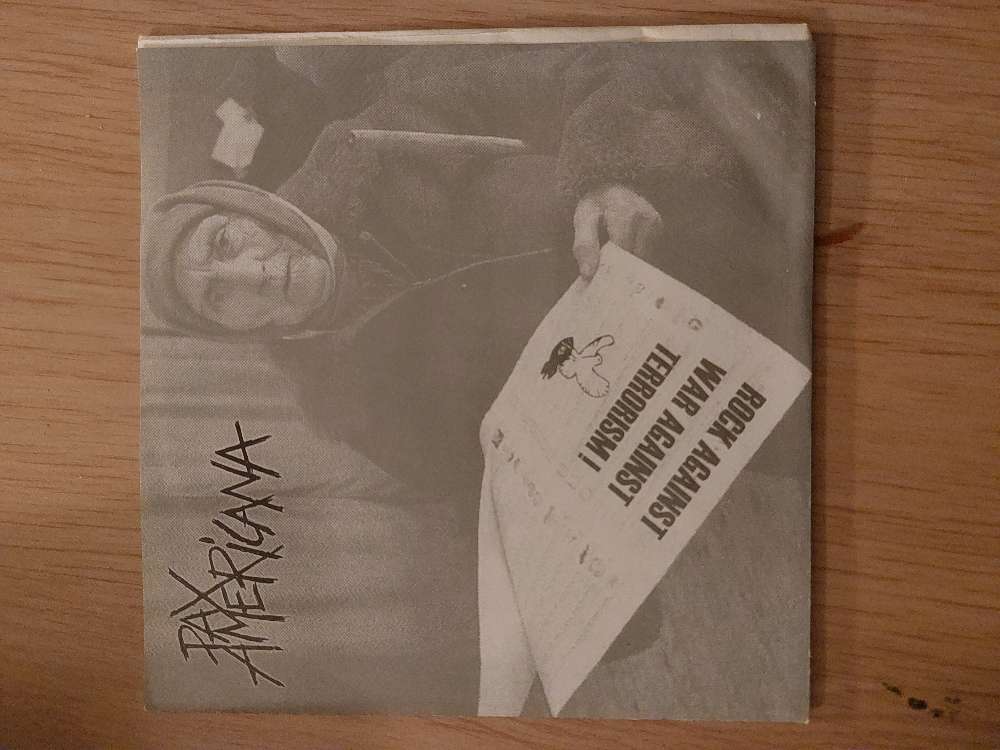 PAX
AMERICANA
ROCK AGAINST
WAR AGAINST
TERRORISM !